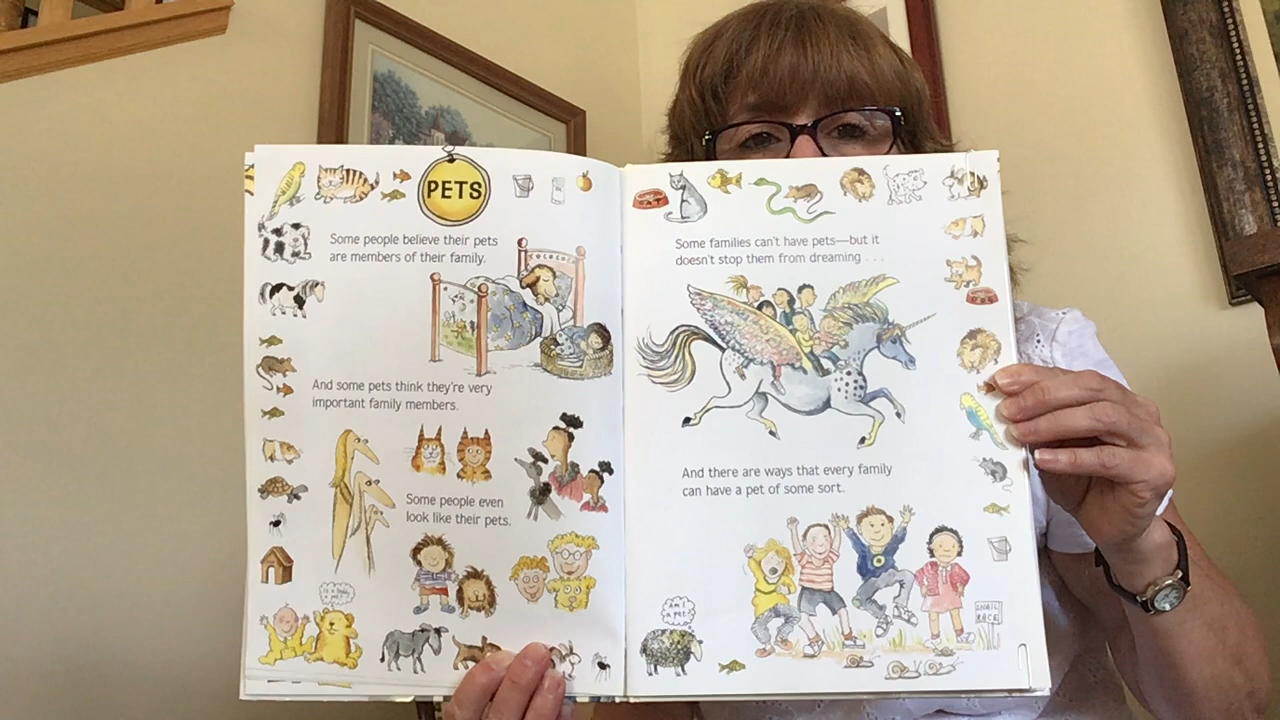 PETS
Some people believe their pets
are members of their family.
And some pets think they're very
important family members.
Some people even
look like their pets.
Is a teddy
a pet?
Some families can't have pets—but it
doesn't stop them from dreaming . . .
And there are ways that every family
can have a pet of some sort.
Am I
a pet?
SNAIL
RACE